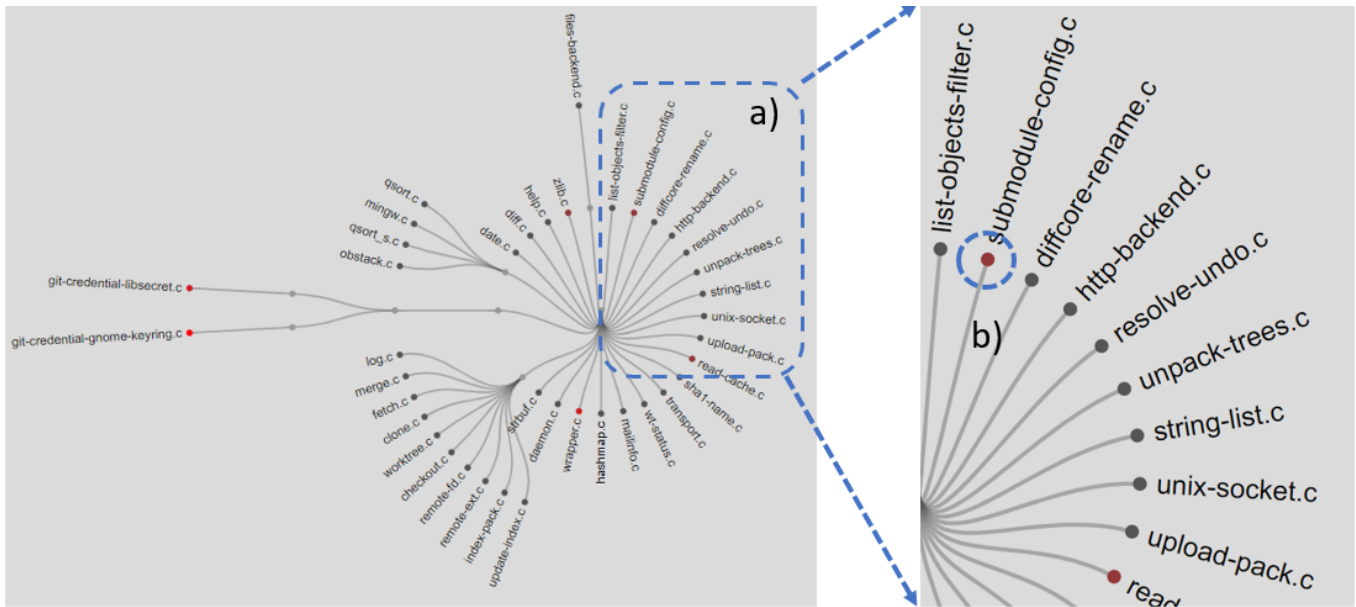 files-backend.c
a)
list-objects-filter.c
submodule-config.c
diffcore-rename.c
http-backend.c
resolve-undo.c
unpack-trees.c
string-list.c
unix-socket.c
upload-pack.c
read-cache.c
sha1-name.c
transport.c
wt-status.c
mailinfo.c
hashmap.c
wrapper.c
daemon.c
strbuf.c
zlib.c
help.c
diff.c
date.c
qsort.c
mingw.c
qsort_s.c
obstack.c
git-credential-libsecret.c
git-credential-gnome-keyring.c
log.c
merge.c
fetch.c
clone.c
worktree.c
checkout.c
remote-fd.c
remote-ext.c
index-pack.c
update-index.c
list-objects-filter.c
submodule-config.c
diffcore-rename.c
http-backend.c
resolve-undo.c
b)
unpack-trees.c
string-list.c
unix-socket.c
upload-pack.c
read